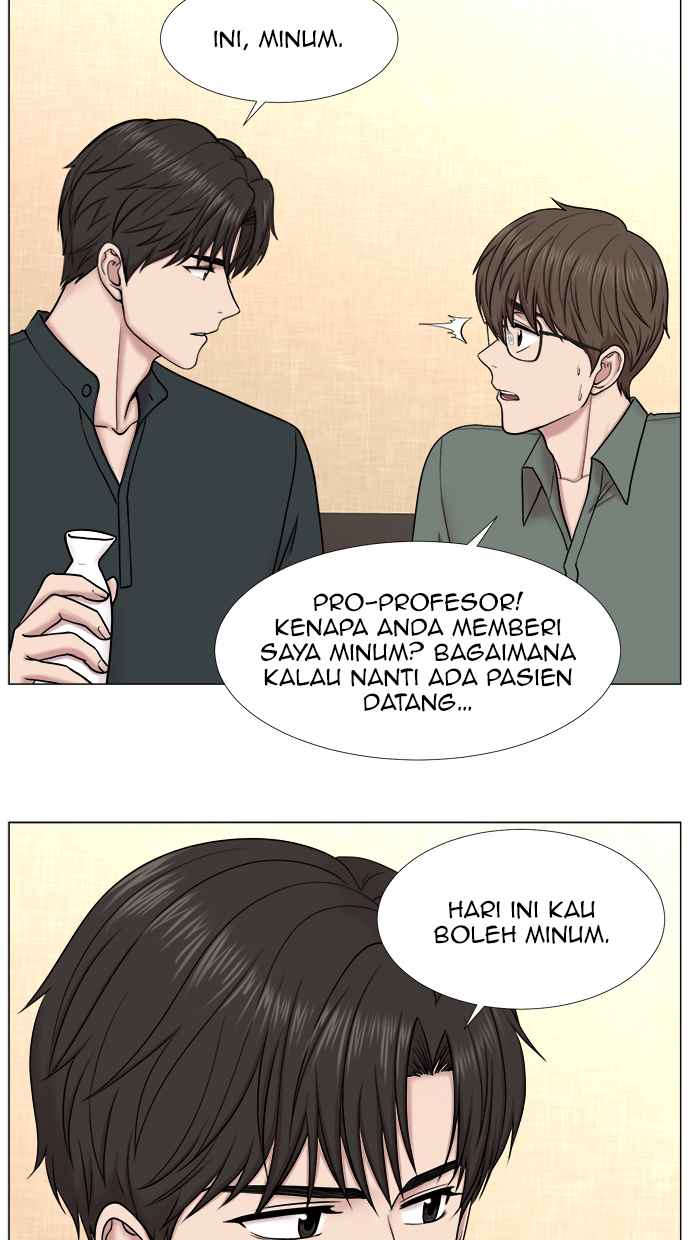 INI, MINUM.
PRO-PROFESOR!
KENAPA ANDA MEMBERI
SAYA MINUM? BAGAIMANA
KALAU NANTI ADA PASIEN
DATANG...
HARI INI KAU
BOLEH MINUM.